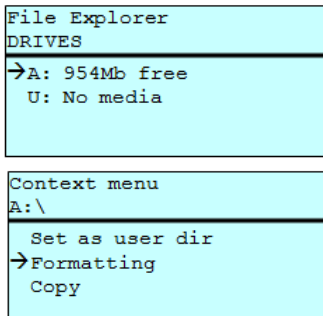 File Explorer
DRIVES
→A: 954Mb free
U: No media
Context menu
A:\
Set as user dir
→Formatting
Copy